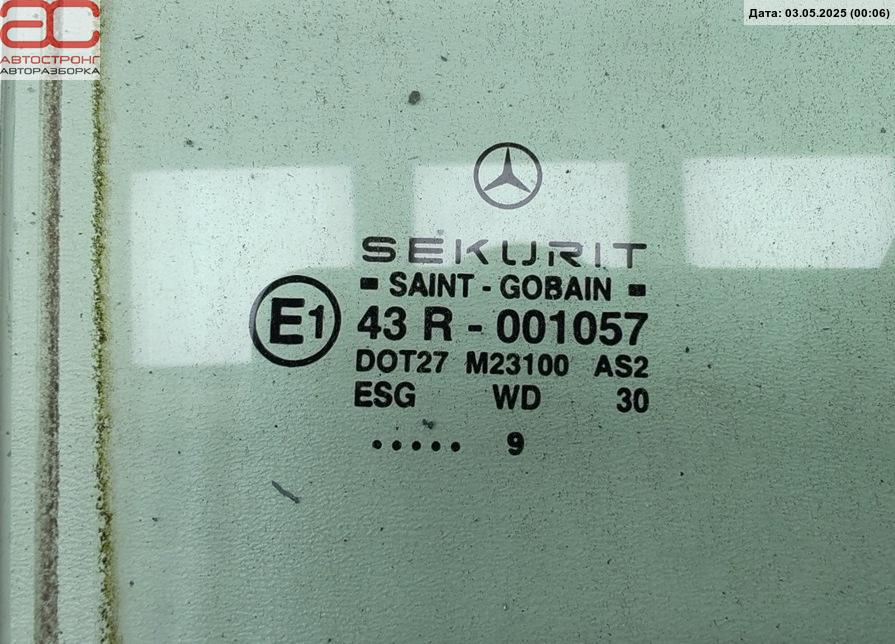 Дата: 03.05.2025 (00:06)
ас
АВТОСТРОНГ
АВТОРАЗБОРКА
SEKURIT
SAINT - GOBAIN
E1 43 R - 001057
DOT27 M23100 AS2
ESG WD 30
..... 9